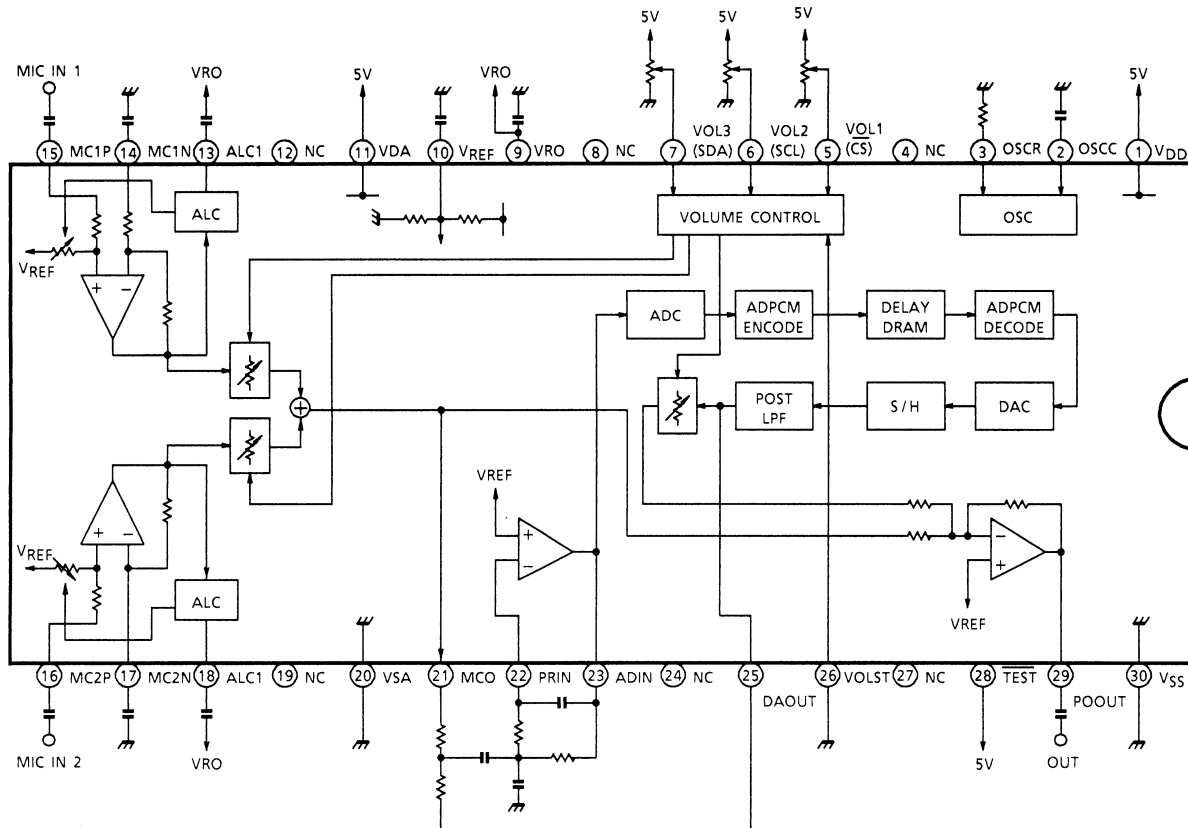 5V 5V 5V
MIC IN 1 VRO 5V VRO 5V
15 MC1P 14 MC1N 13 ALC1 12 NC 11 VDA 10 VREF 9 VRO 8 NC 7 VOL3 (SDA) 6 VOL2 (SCL) 5 VOL1 (CS) 4 NC 3 OSCR 2 OSCC 1 VDD
ALC
VOLUME CONTROL
OSC
VREF
+ −
ADC
ADPCM ENCODE
DELAY DRAM
ADPCM DECODE
+
POST LPF
S/H
DAC
VREF
+ −
+
−
−
+
VREF
ALC
VREF
16 MC2P 17 MC2N 18 ALC1 19 NC 20 VSA 21 MCO 22 PRIN 23 ADIN 24 NC 25 DAOUT 26 VOLST 27 NC 28 TEST 29 POOUT 30 VSS
MIC IN 2 VRO 5V OUT